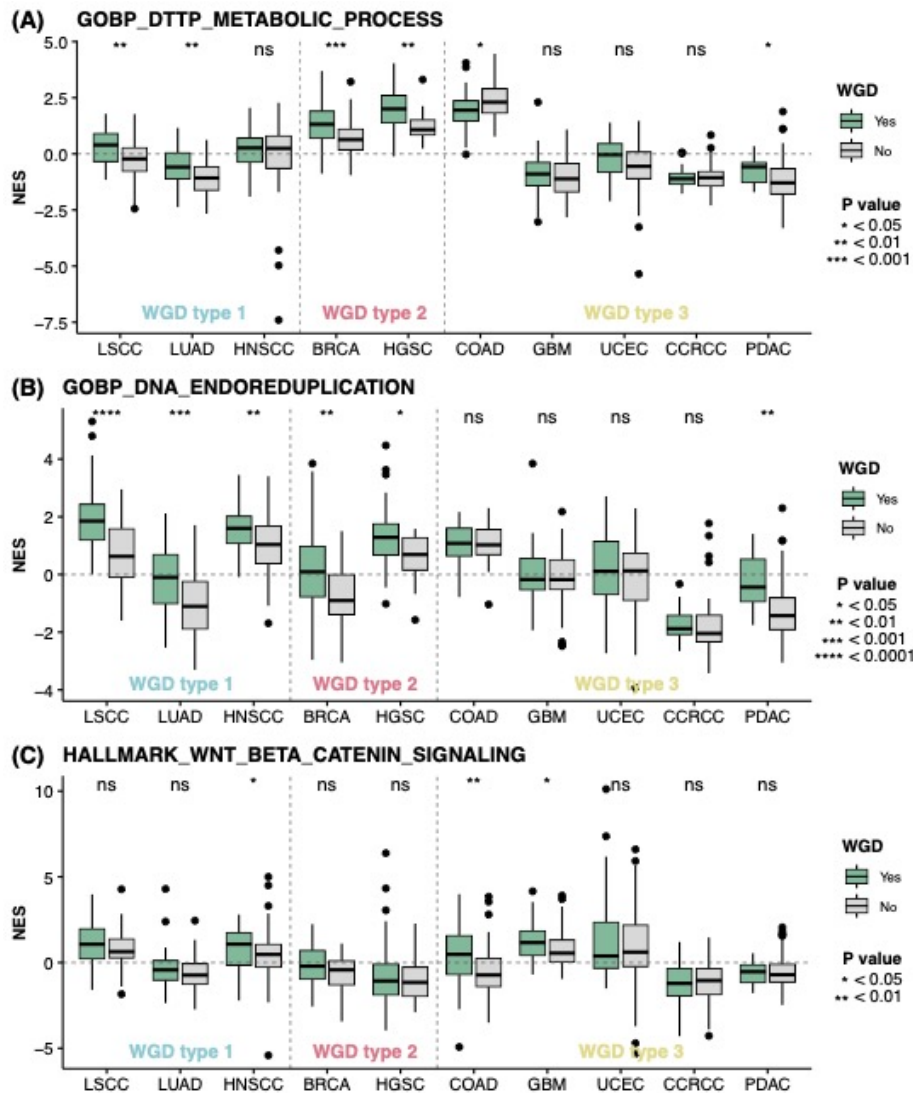 (A) GOBP_DTTP_METABOLIC_PROCESS
5.0
2.5
0.0
−2.5
−5.0
−7.5
NES
** ** ns *** ** * ns ns ns *
WGD type 1 WGD type 2 WGD type 3
LSCC LUAD HNSCC BRCA HGSC COAD GBM UCEC CCRCC PDAC
WGD
Yes
No
P value
* < 0.05
** < 0.01
*** < 0.001
(B) GOBP_DNA_ENDOREDUPLICATION
4
2
0
−2
−4
NES
**** *** ** ** * ns ns ns ns **
WGD type 1 WGD type 2 WGD type 3
LSCC LUAD HNSCC BRCA HGSC COAD GBM UCEC CCRCC PDAC
WGD
Yes
No
P value
* < 0.05
** < 0.01
*** < 0.001
**** < 0.0001
(C) HALLMARK_WNT_BETA_CATENIN_SIGNALING
10
5
0
−5
NES
ns ns * ns ns ** * ns ns ns
WGD type 1 WGD type 2 WGD type 3
LSCC LUAD HNSCC BRCA HGSC COAD GBM UCEC CCRCC PDAC
WGD
Yes
No
P value
* < 0.05
** < 0.01